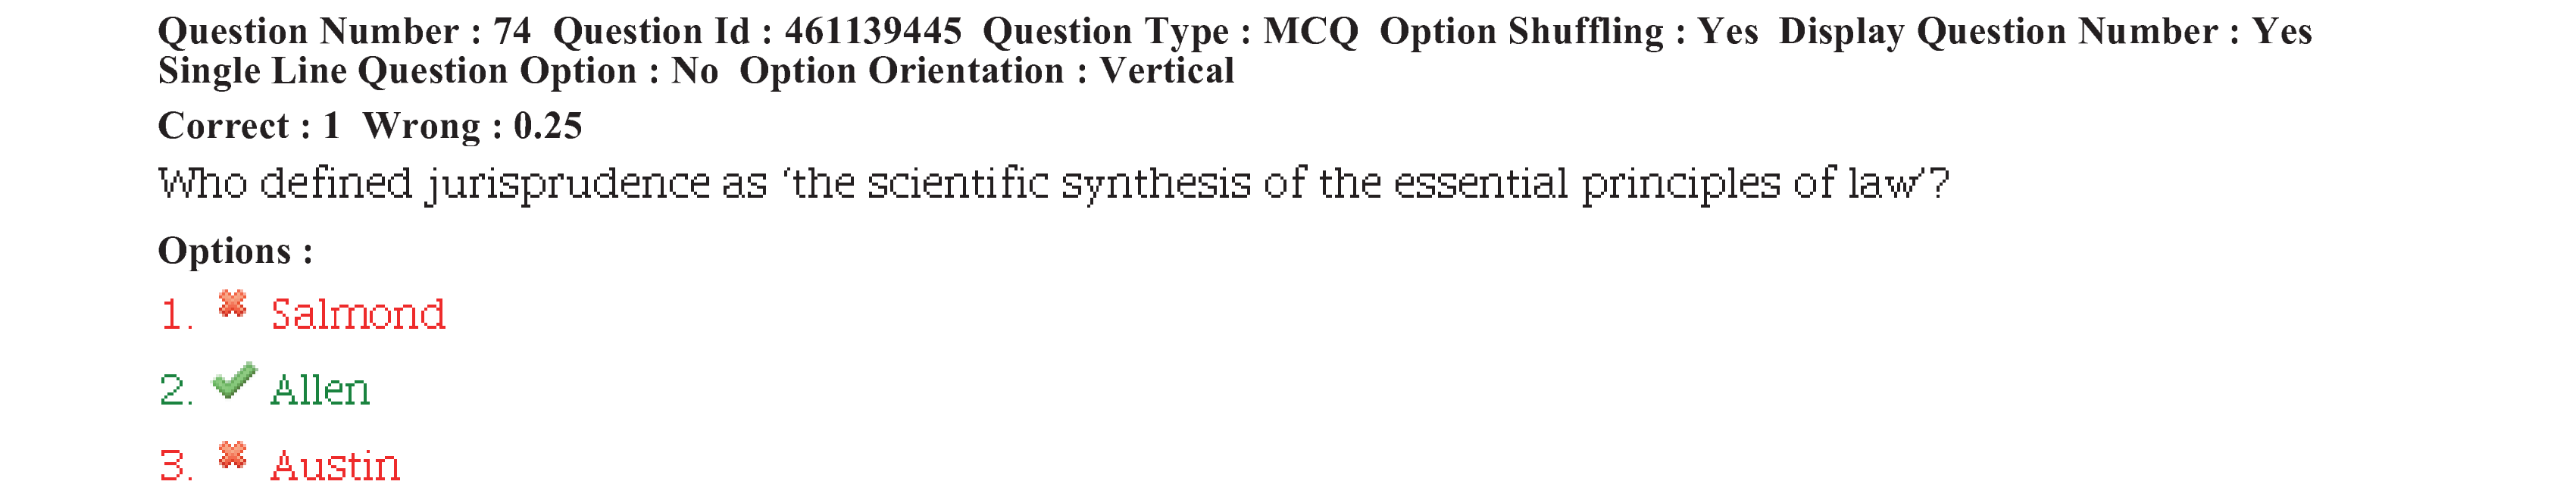 Question Number : 74 Question Id : 461139445 Question Type : MCQ Option Shuffling : Yes Display Question Number : Yes
Single Line Question Option : No Option Orientation : Vertical
Correct : 1 Wrong : 0.25
Who defined jurisprudence as ‘the scientific synthesis of the essential principles of law’?
Options :
1. Salmond
2. Allen
3. Austin